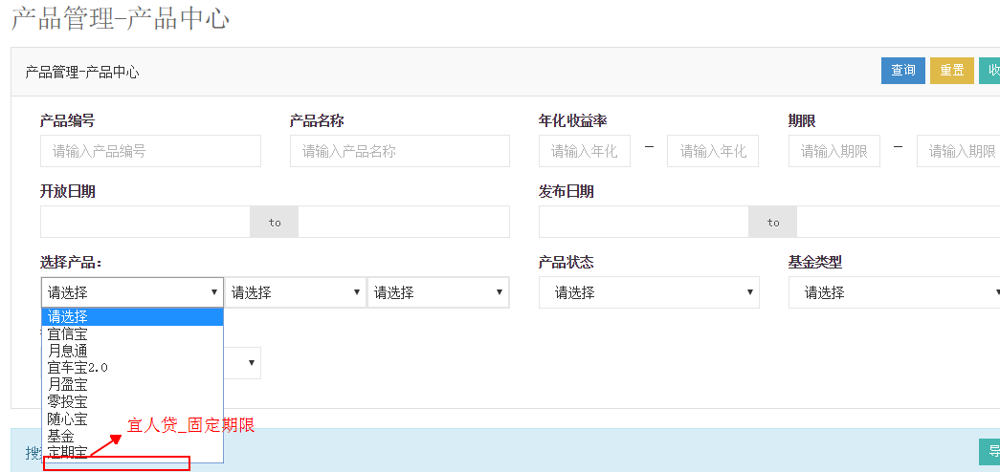 产品管理-产品中心
产品管理-产品中心 查询 重置 收
产品编号 产品名称 年化收益率 期限
请输入产品编号 请输入产品名称 请输入年化 — 请输入年化 请输入期限 — 请输入期限
开放日期 发布日期
to to
选择产品: 产品状态 基金类型
请选择 请选择 请选择 请选择 请选择
请选择
宜信宝
月息通
宜车宝2.0
月盈宝
零投宝
随心宝
宜人贷_固定期限
基金
定期宝
搜 导